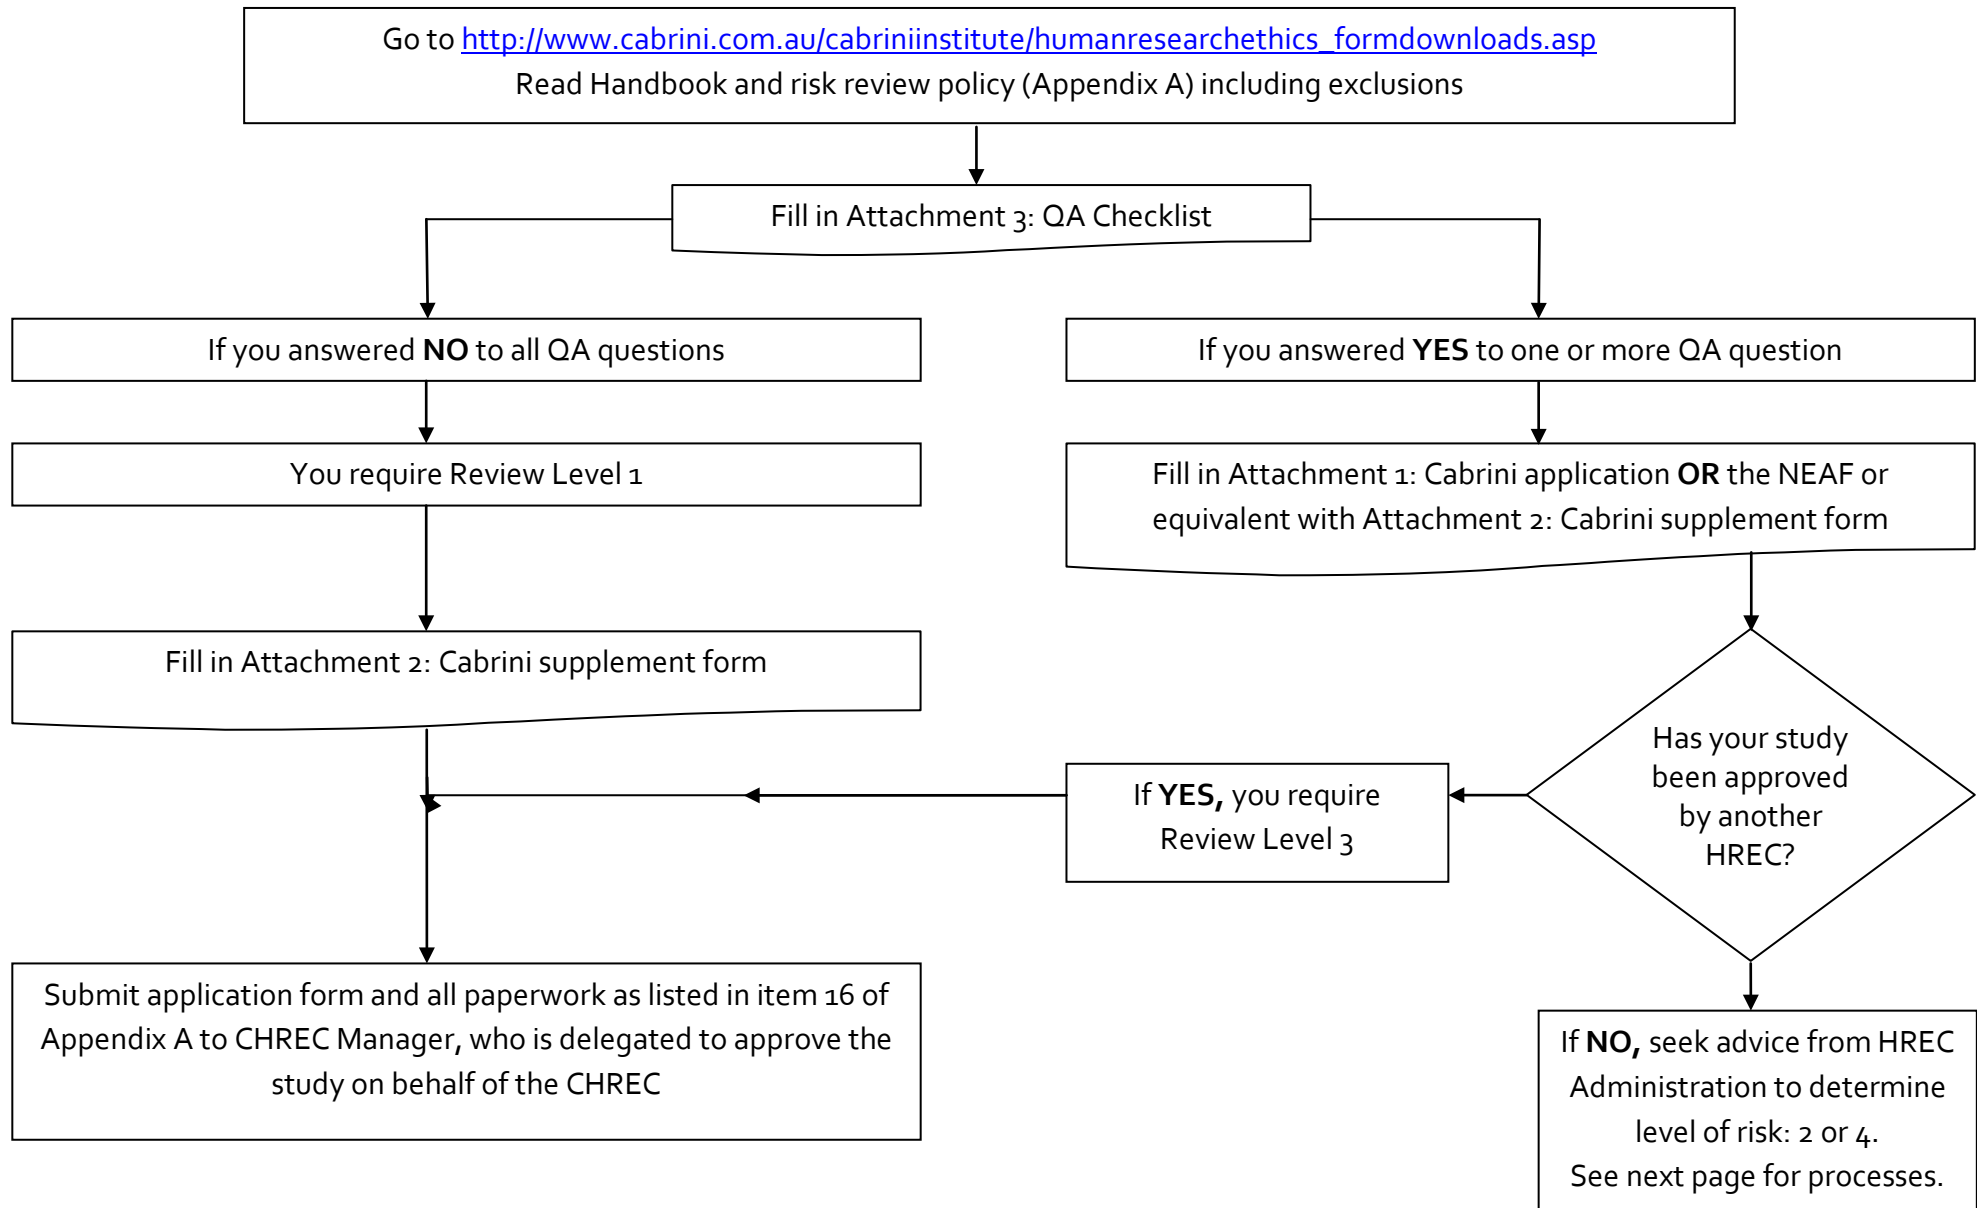 Go to http://www.cabrini.com.au/cabriniinstitute/humanresearchethics_formdownloads.asp
Read Handbook and risk review policy (Appendix A) including exclusions
Fill in Attachment 3: QA Checklist
If you answered NO to all QA questions
If you answered YES to one or more QA question
You require Review Level 1
Fill in Attachment 1: Cabrini application OR the NEAF or
equivalent with Attachment 2: Cabrini supplement form
Fill in Attachment 2: Cabrini supplement form
Has your study
been approved
by another
HREC?
If YES, you require
Review Level 3
Submit application form and all paperwork as listed in item 16 of
Appendix A to CHREC Manager, who is delegated to approve the
study on behalf of the CHREC
If NO, seek advice from HREC
Administration to determine
level of risk: 2 or 4.
See next page for processes.